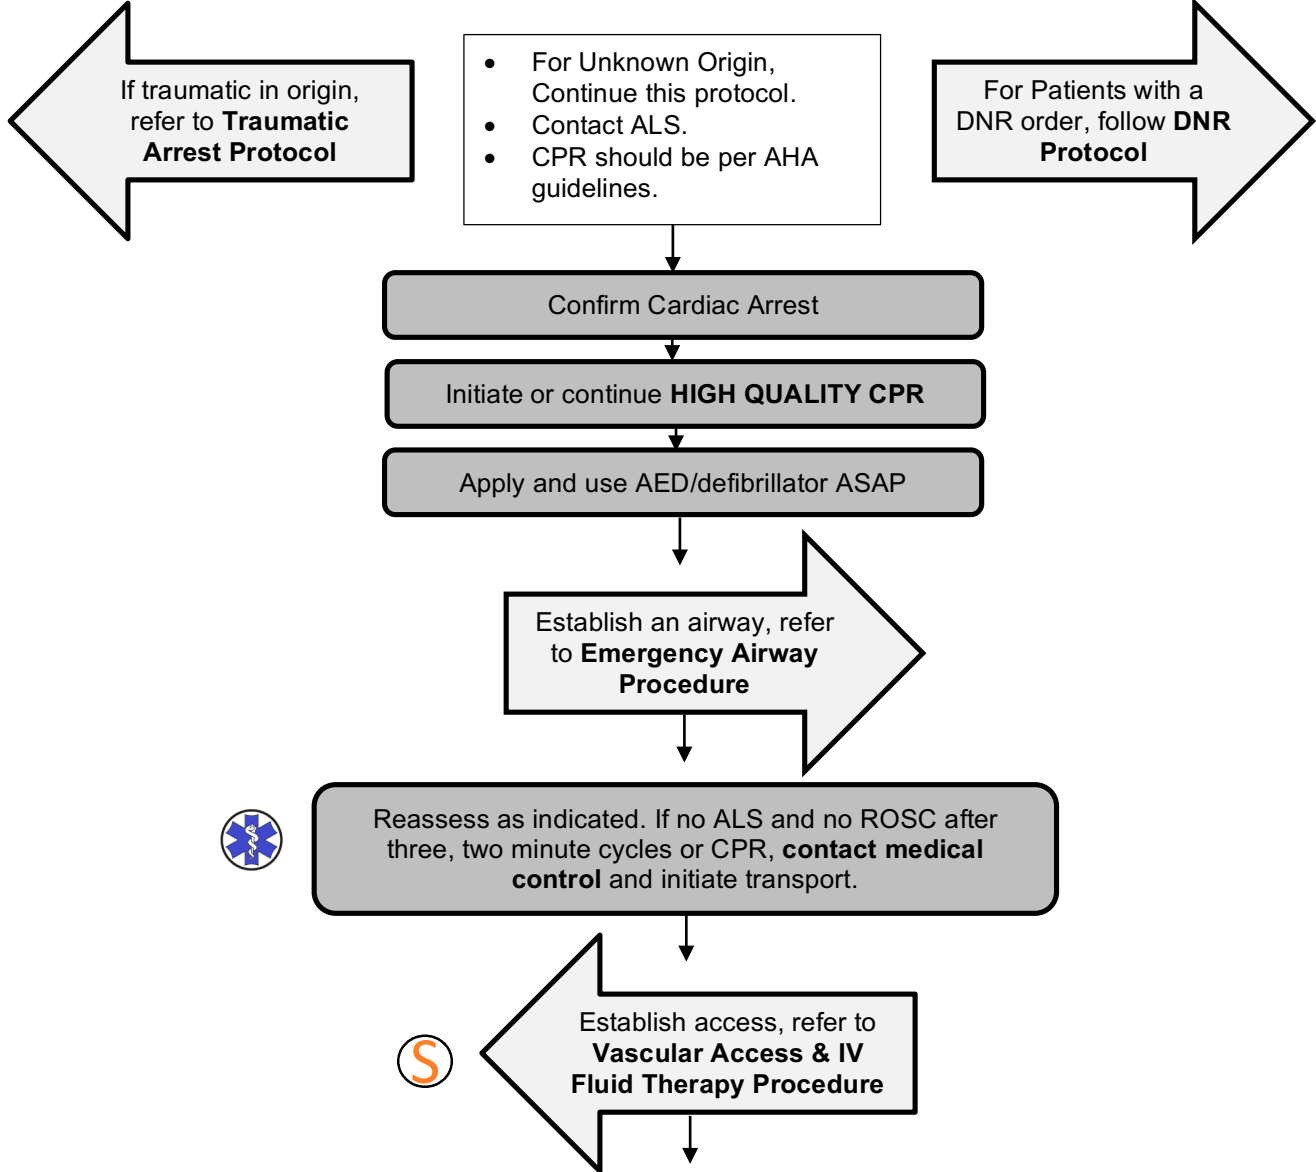 If traumatic in origin,
refer to Traumatic
Arrest Protocol
• For Unknown Origin,
Continue this protocol.
• Contact ALS.
• CPR should be per AHA
guidelines.
For Patients with a
DNR order, follow DNR
Protocol
Confirm Cardiac Arrest
Initiate or continue HIGH QUALITY CPR
Apply and use AED/defibrillator ASAP
Establish an airway, refer
to Emergency Airway
Procedure
Reassess as indicated. If no ALS and no ROSC after
three, two minute cycles or CPR, contact medical
control and initiate transport.
S
Establish access, refer to
Vascular Access & IV
Fluid Therapy Procedure